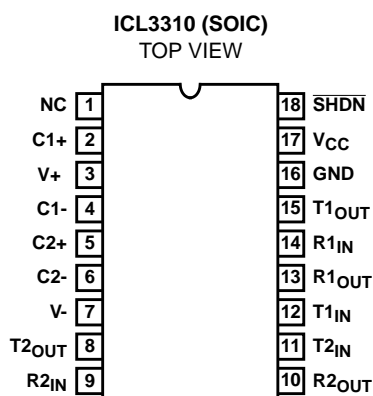 ICL3310 (SOIC)
TOP VIEW
NC 1 18 SHDN
C1+ 2 17 VCC
V+ 3 16 GND
C1- 4 15 T1OUT
C2+ 5 14 R1IN
C2- 6 13 R1OUT
V- 7 12 T1IN
T2OUT 8 11 T2IN
R2IN 9 10 R2OUT